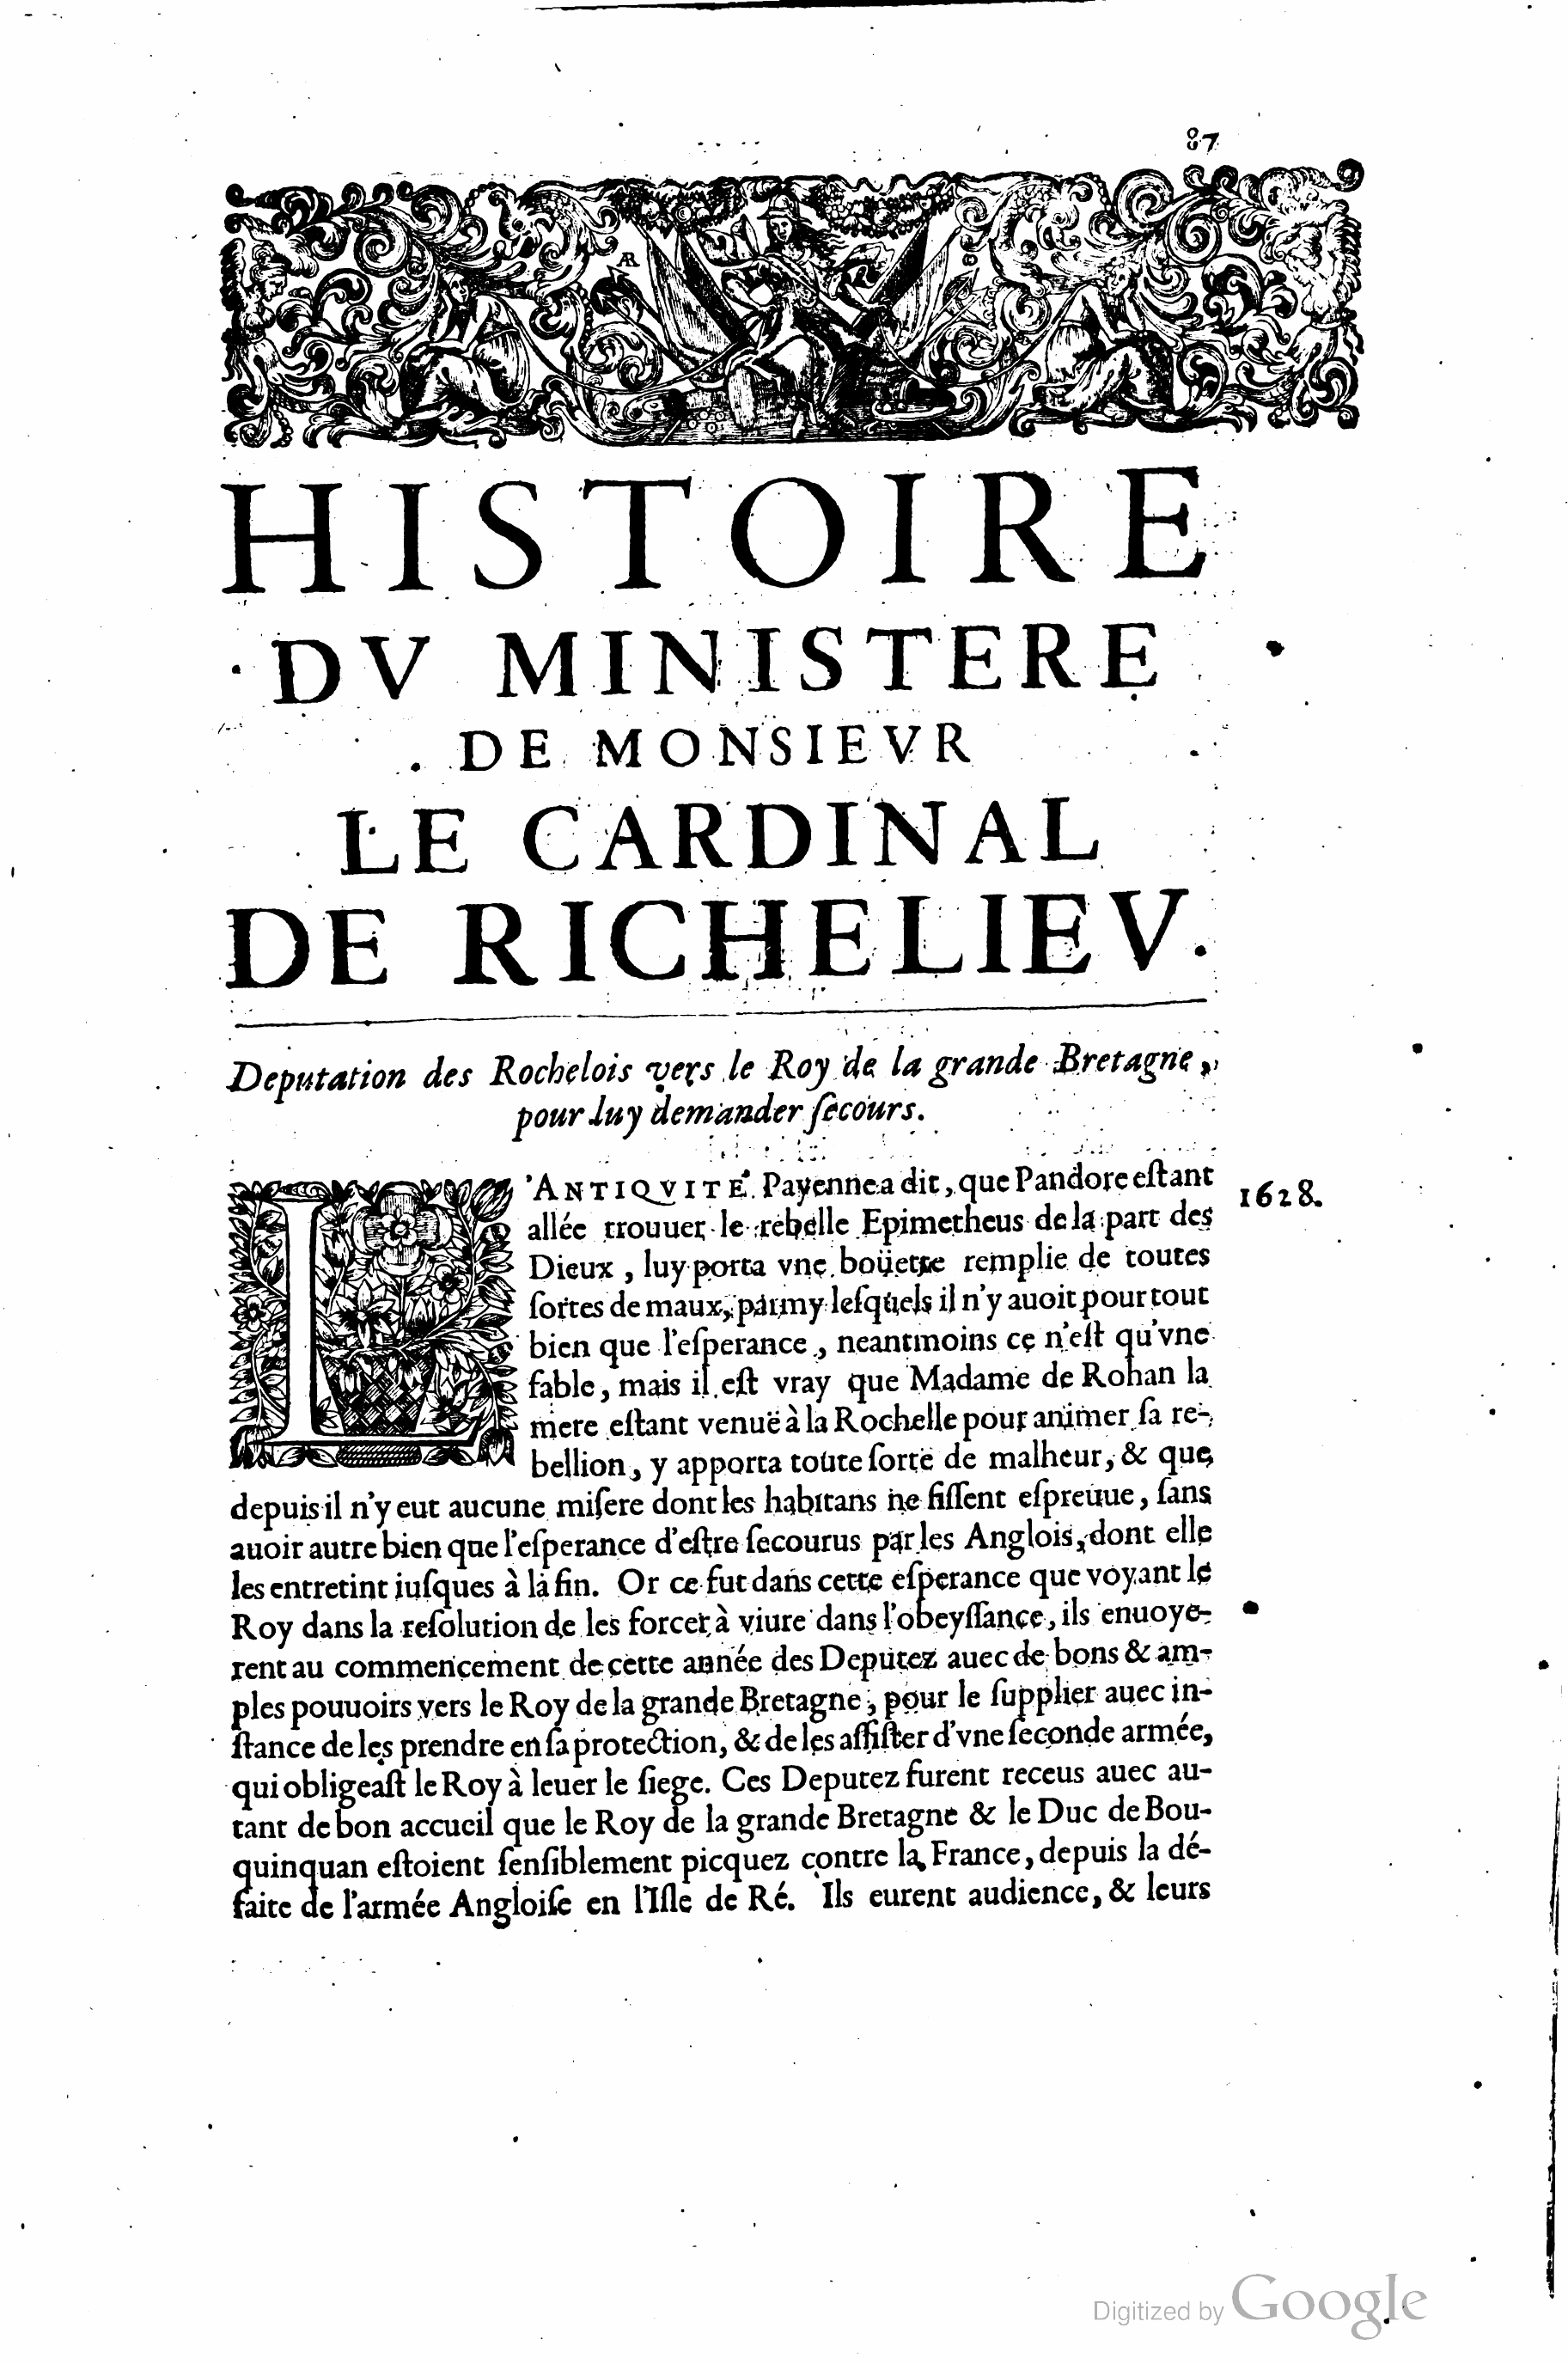 87
HISTOIRE
DV MINISTERE
DE MONSIEVR
LE CARDINAL
DE RICHELIEV.
Deputation des Rochelois vers le Roy de la grande Bretagne,
pour luy demander ſecours.
L'ANTIQVITÉ Payenne a dit, que Pandore eſtant
1628.
allée trouuer le rebelle Epimetheus de la part des
Dieux, luy porta vne boüette remplie de toutes
ſortes de maux, parmy leſquels il n'y auoit pour tout
bien que l'eſperance, neantmoins ce n'eſt qu'vne
fable, mais il eſt vray que Madame de Rohan la
mere eſtant venuë à la Rochelle pour animer ſa re-
bellion, y apporta toute ſorte de malheur, & que
depuis il n'y eut aucune miſere dont les habitans ne fiſſent eſpreuue, ſans
auoir autre bien que l'eſperance d'eſtre ſecourus par les Anglois, dont elle
les entretint iuſques à la fin. Or ce fut dans cette eſperance que voyant le
Roy dans la reſolution de les forcer à viure dans l'obeyſſance, ils enuoye-
rent au commencement de cette année des Deputez auec de bons & am-
ples pouuoirs vers le Roy de la grande Bretagne, pour le ſupplier auec in-
ſtance de les prendre en ſa protection, & de les aſſiſter d'vne ſeconde armée,
qui obligeaſt le Roy à leuer le ſiege. Ces Deputez furent receus auec au-
tant de bon accueil que le Roy de la grande Bretagne & le Duc de Bou-
quinquan eſtoient ſenſiblement picquez contre la France, depuis la dé-
faite de l'armée Angloiſe en l'Iſle de Ré. Ils eurent audience, & leurs
Digitized by Google